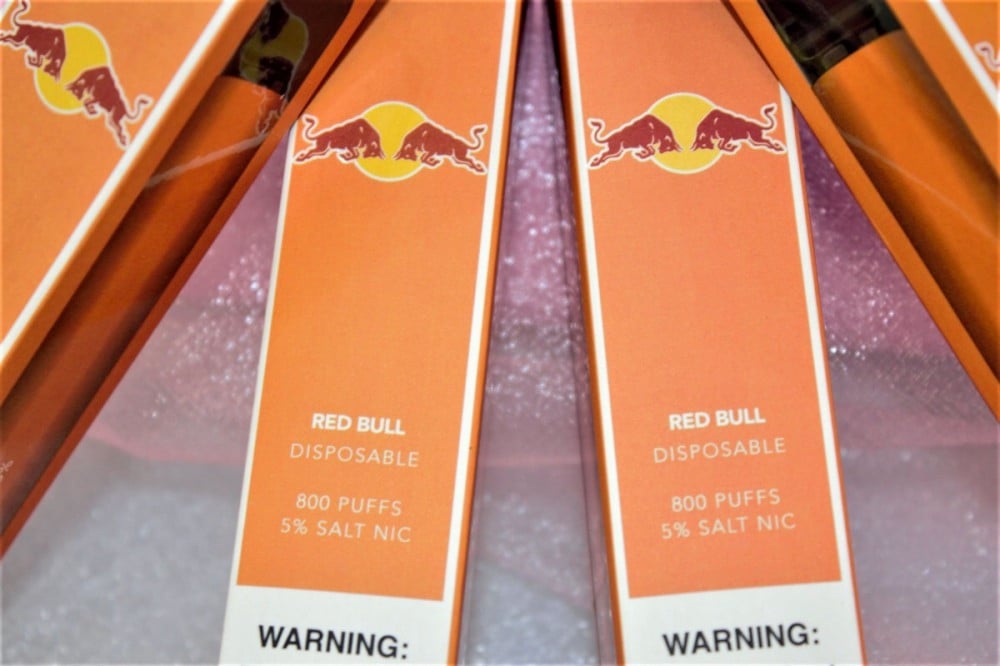 RED BULL
DISPOSABLE
800 PUFFS
5% SALT NIC
WARNING:
RED BULL
DISPOSABLE
800 PUFFS
5% SALT NIC
WARNING: